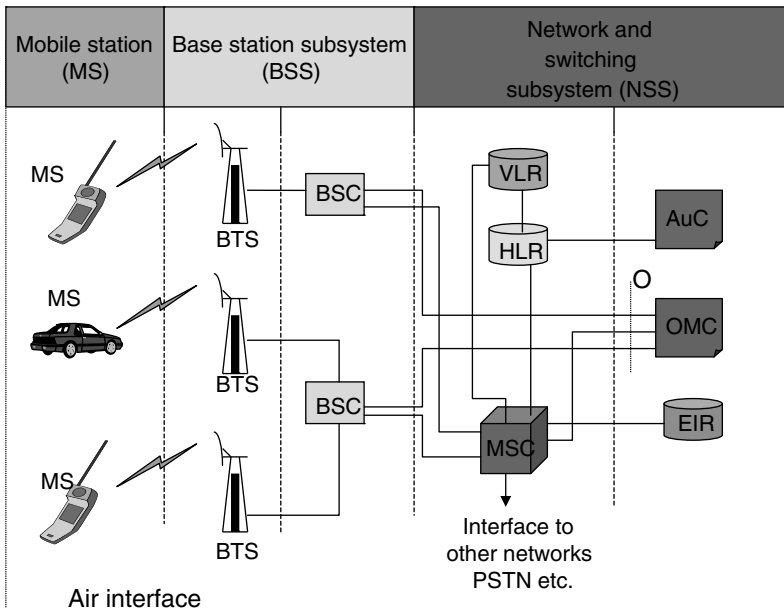 Mobile station
(MS)
Base station subsystem
(BSS)
Network and
switching
subsystem (NSS)
MS
BTS
BSC
VLR
HLR
AuC
MS
BTS
BSC
O
OMC
MSC
EIR
MS
BTS
Interface to
other networks
PSTN etc.
Air interface